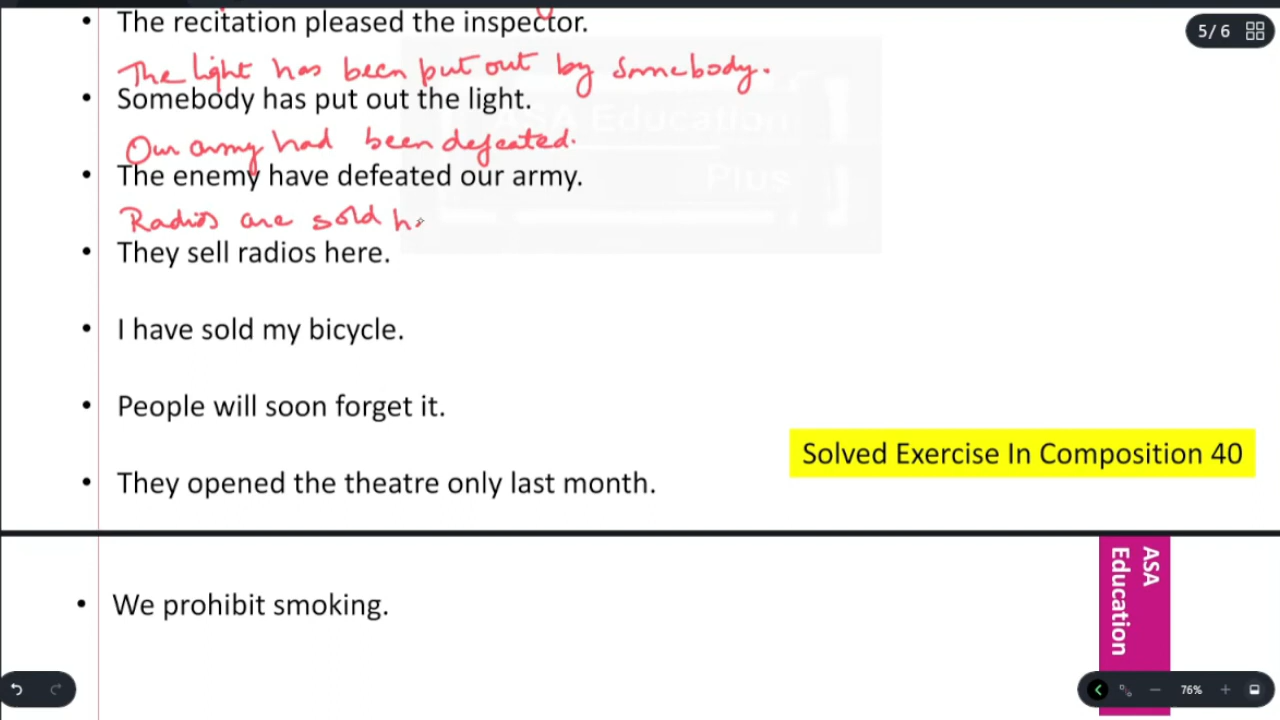 • The recitation pleased the inspector.
5/6
The light has been put out by Somebody.
• Somebody has put out the light.
ASA Education
Our army had been defeated.
• The enemy have defeated our army.
Plus
Radios are sold h
• They sell radios here.
• I have sold my bicycle.
• People will soon forget it.
Solved Exercise In Composition 40
• They opened the theatre only last month.
ASA
Education
• We prohibit smoking.
76%